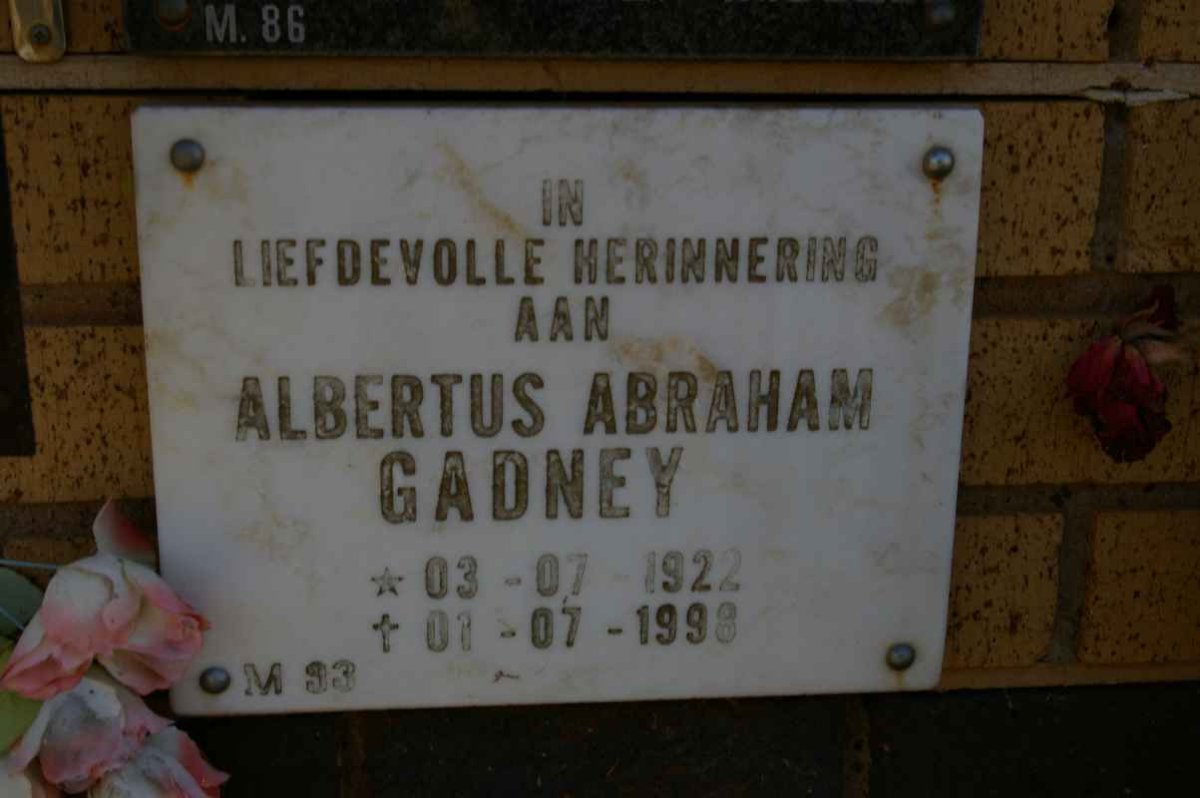 M. 86
IN
LIEFDEVOLLE HERINNERING
AAN
ALBERTUS ABRAHAM
GADNEY
☆ 03 - 07 - 1922
✝ 01 - 07 - 1998
M 93